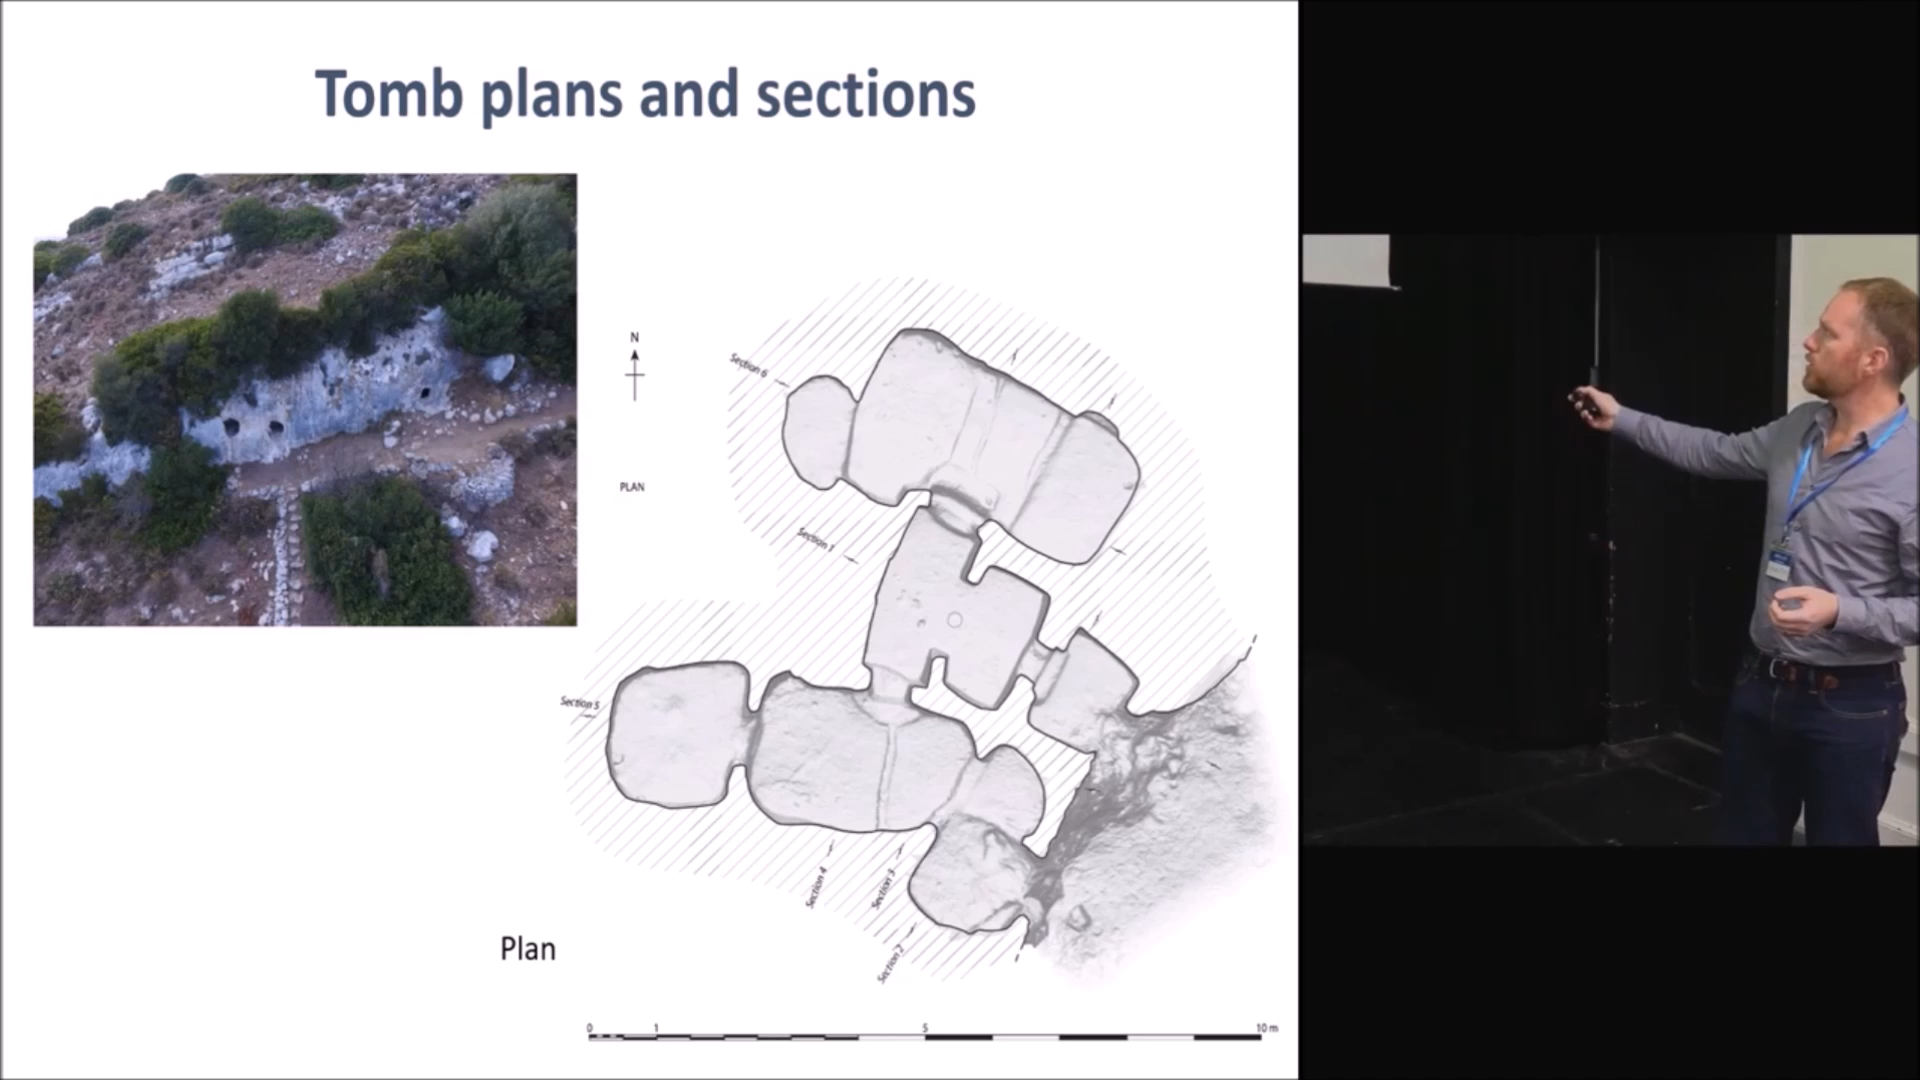 Tomb plans and sections
N
PLAN
Section 6
Section 1
Section 5
Section 4
Section 3
Section 2
Plan
0 1 5 10 m